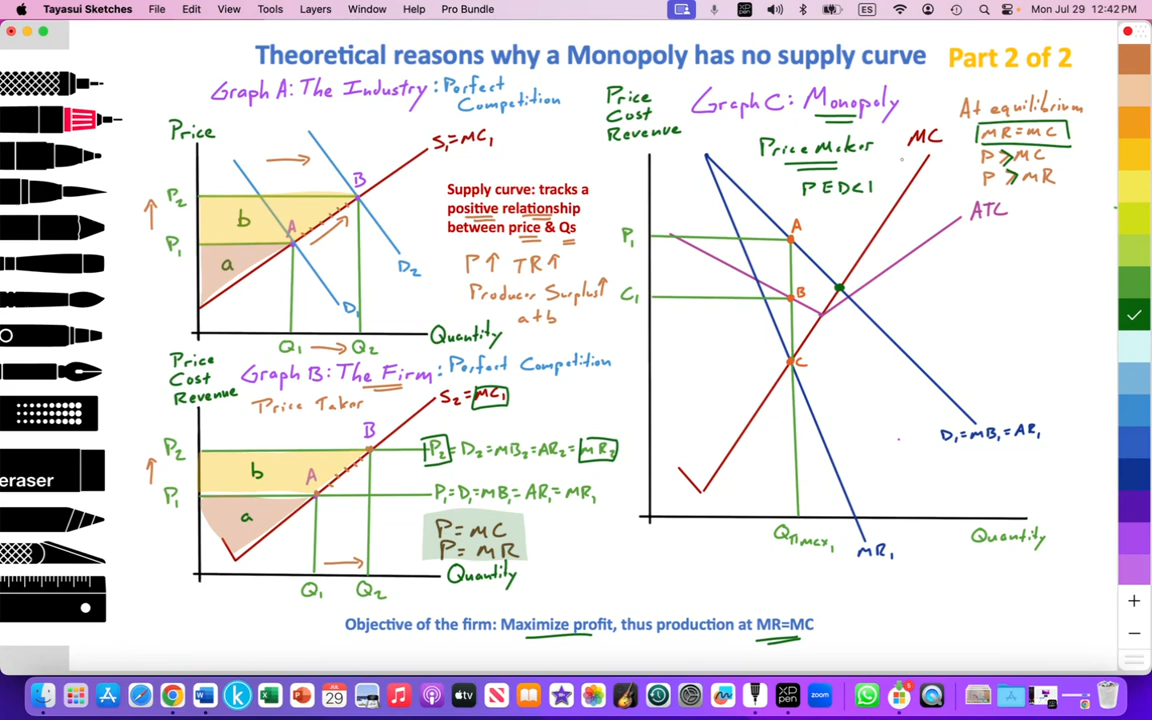 Tayasui Sketches File Edit View Tools Layers Window Help Pro Bundle
ES
Mon Jul 29 12:42 PM
Theoretical reasons why a Monopoly has no supply curve Part 2 of 2
Graph A: The Industry: Perfect
Competition
Price
S₁=MC₁
P₂
P₁
b
a
A
B
D₂
D₁
Q₁ → Q₂
Quantity
Supply curve: tracks a
positive relationship
between price & Qs
P↑ TR↑
Producer Surplus↑
a+b
Price
Cost
Revenue
Graph B: The Firm: Perfect Competition
Price Taker
S₂=MC₁
P₂
P₁
b
a
A
B
P₂=D₂=MB₂=AR₂=MR₂
P₁=D₁=MB₁=AR₁=MR₁
P=MC
P=MR
Q₁
Q₂
Quantity
Price
Cost
Revenue
Graph C: Monopoly
Price Maker
PED<1
MC
At equilibrium
MR=MC
P>MC
P>MR
ATC
P₁
C₁
A
B
C
D₁=MB₁=AR₁
MR₁
Qπmax₁
Quantity
Objective of the firm: Maximize profit, thus production at MR=MC
eraser
JUL
29
XP
PEN
zoom